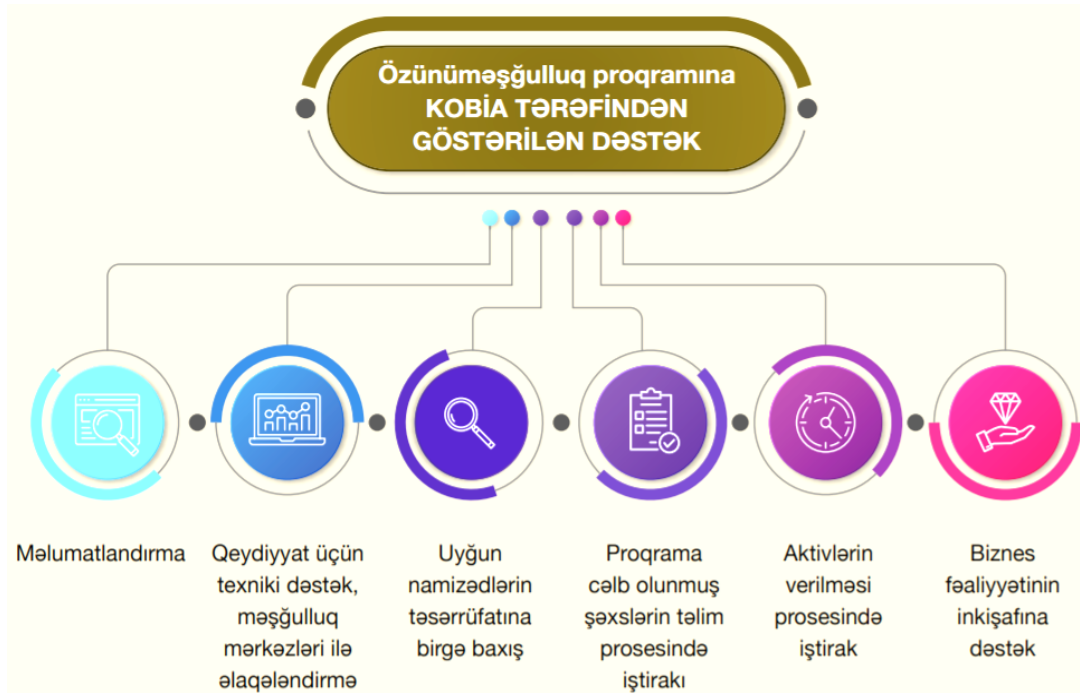 Özünüməşğulluq proqramına
KOBİA TƏRƏFİNDƏN
GÖSTƏRİLƏN DƏSTƏK
Məlumatlandırma
Qeydiyyat üçün
texniki dəstək,
məşğulluq
mərkəzləri ilə
əlaqələndirmə
Uyğun
namizədlərin
təsərrüfatına
birgə baxış
Proqrama
cəlb olunmuş
şəxslərin təlim
prosesində
iştirakı
Aktivlərin
verilməsi
prosesində
iştirak
Biznes
fəaliyyətinin
inkişafına
dəstək